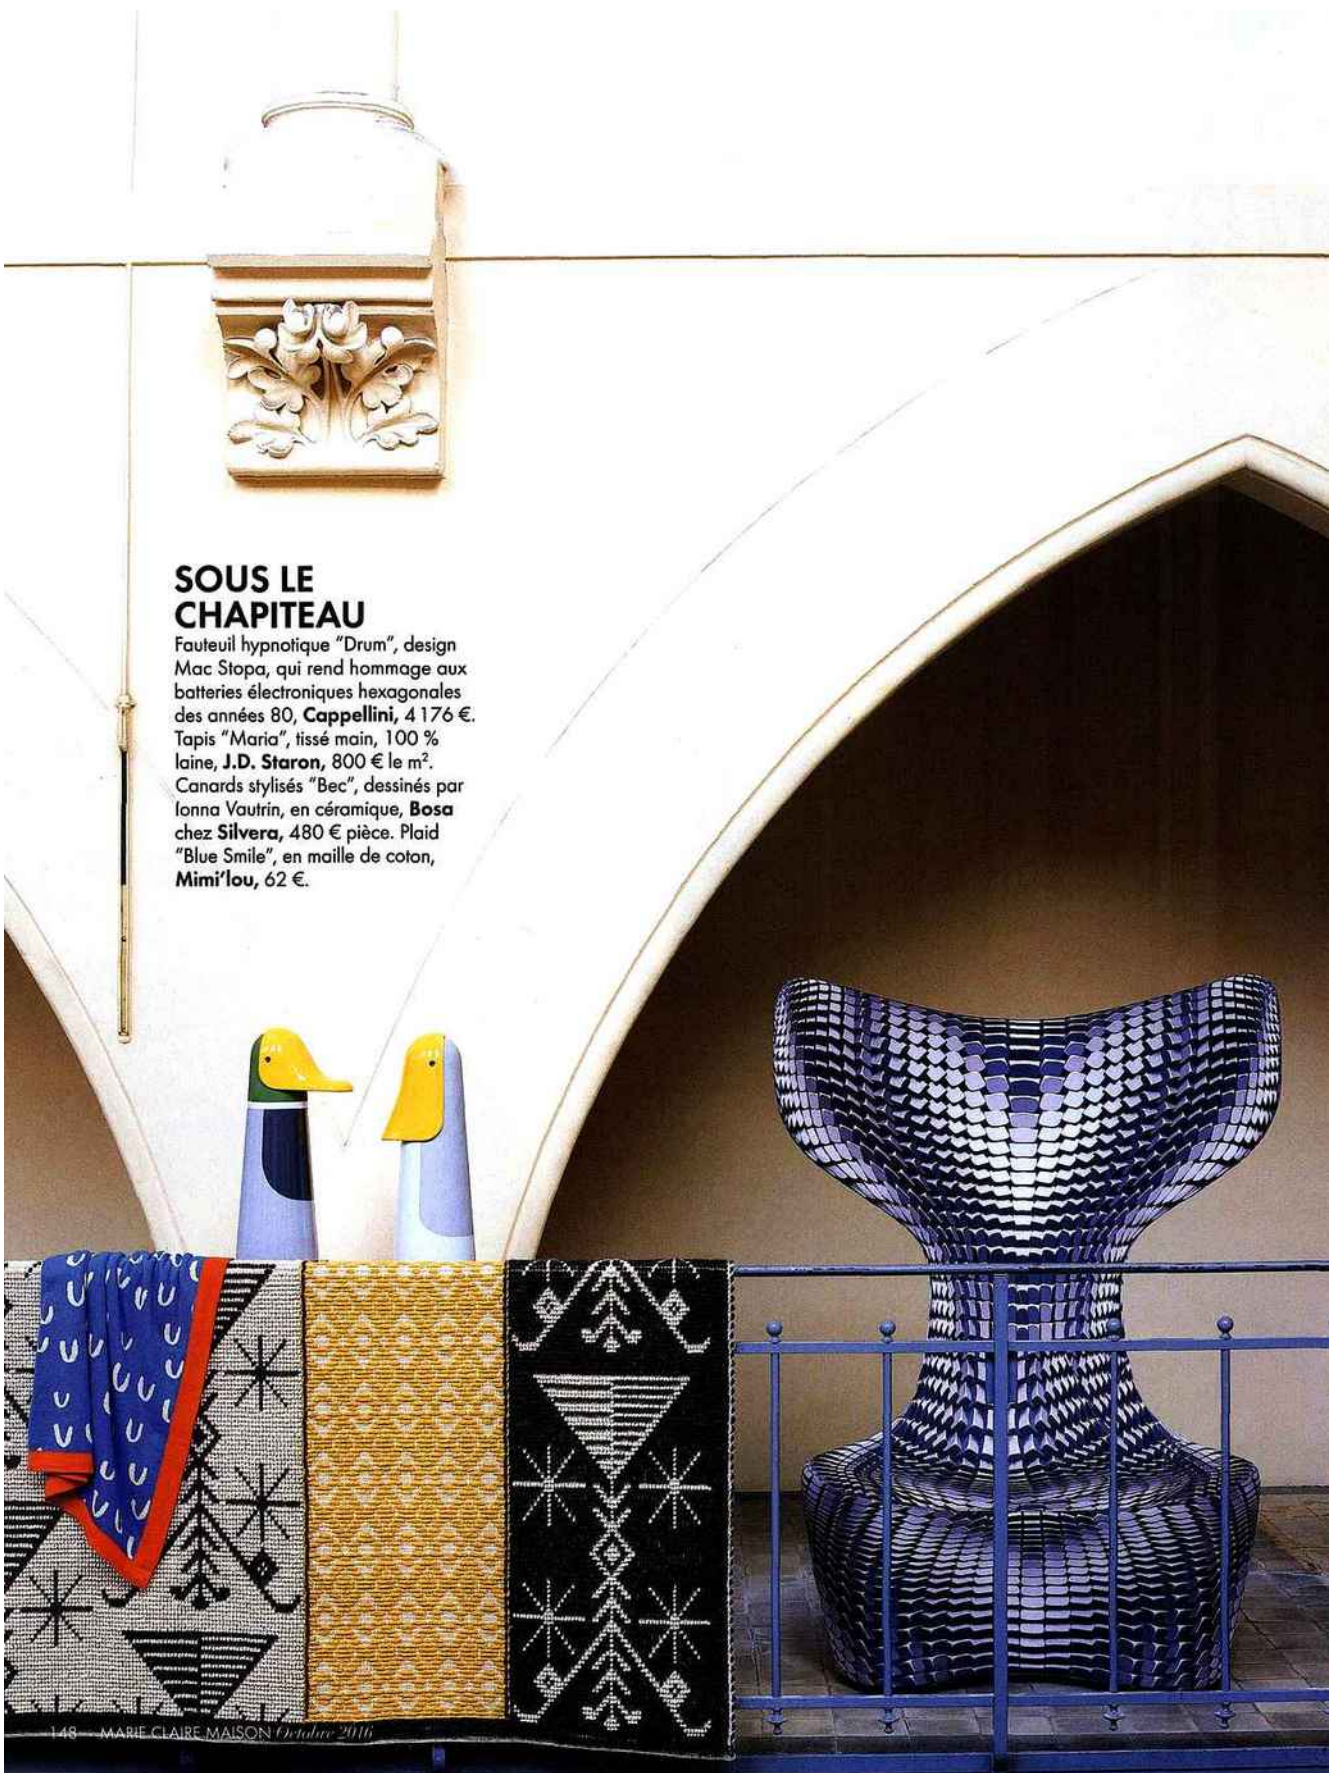 SOUS LE
CHAPITEAU
Fauteuil hypnotique "Drum", design
Mac Stopa, qui rend hommage aux
batteries électroniques hexagonales
des années 80, Cappellini, 4 176 €.
Tapis "Maria", tissé main, 100 %
laine, J.D. Staron, 800 € le m².
Canards stylisés "Bec", dessinés par
Ionna Vautrin, en céramique, Bosa
chez Silvera, 480 € pièce. Plaid
"Blue Smile", en maille de coton,
Mimi'lou, 62 €.
148 MARIE CLAIRE MAISON Octobre 2016